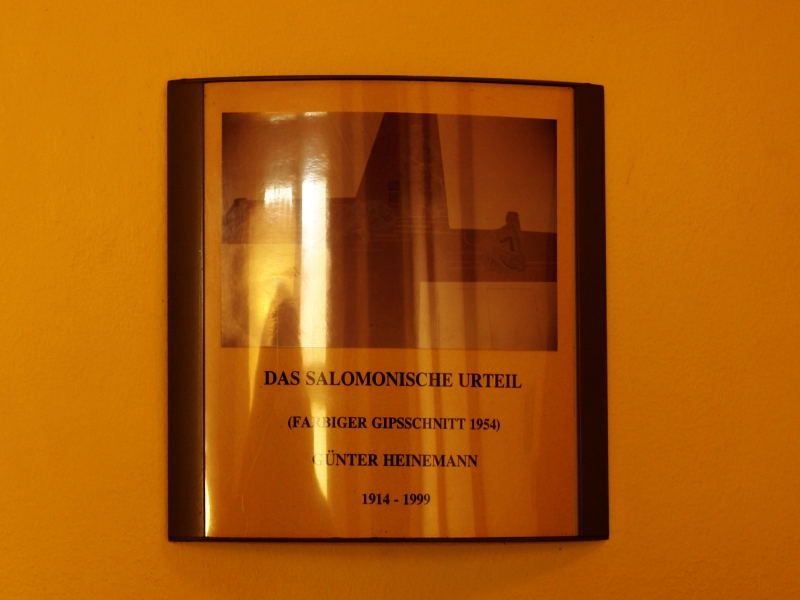 DAS SALOMONISCHE URTEIL
(FARBIGER GIPSSCHNITT 1954)
GÜNTER HEINEMANN
1914 - 1999